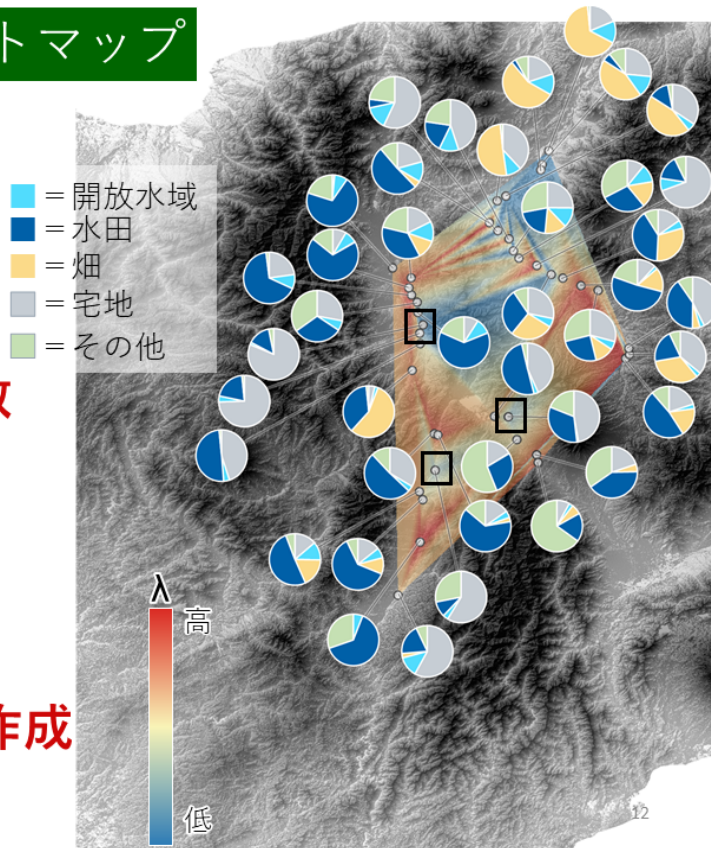 トマップ
= 開放水域
= 水田
= 畑
= 宅地
= その他
作成
λ
高
低
12